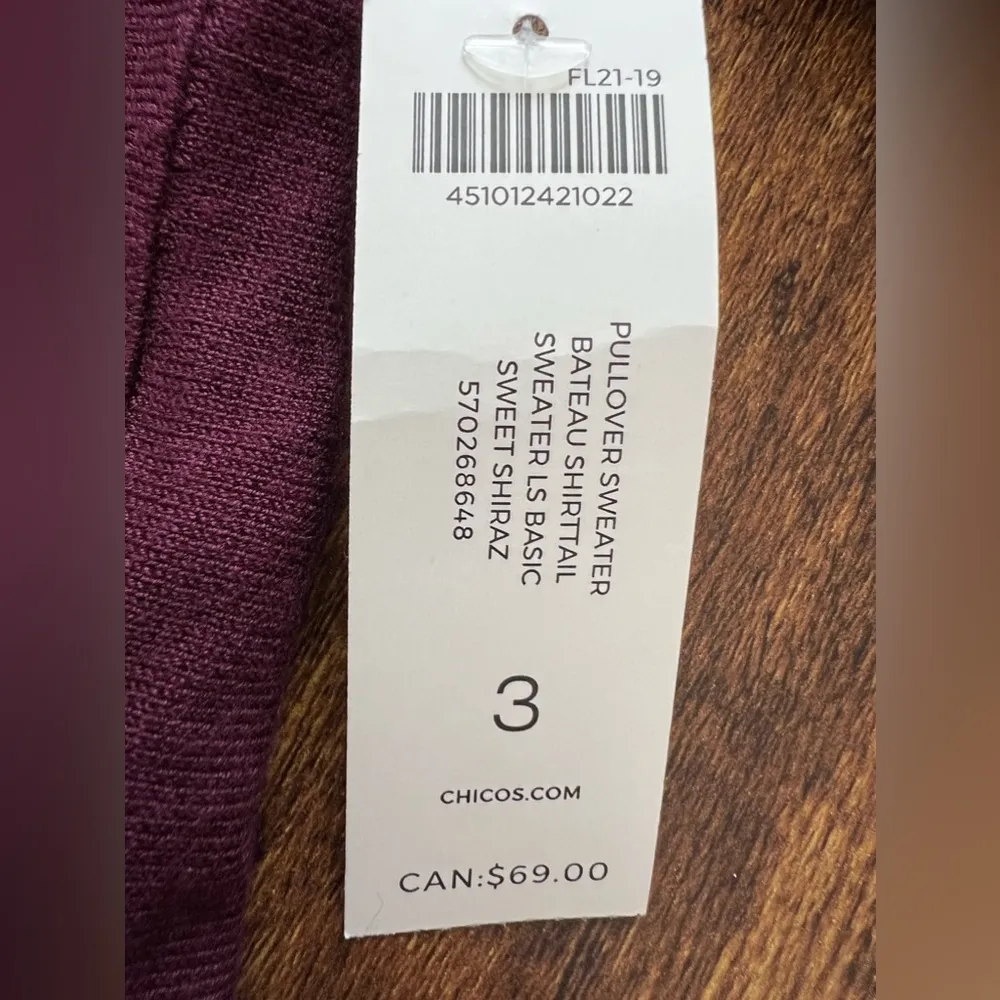 FL21-19
451012421022
PULLOVER SWEATER
BATEAU SHIRTTAIL
SWEATER LS BASIC
SWEET SHIRAZ
570268648
3
CHICOS.COM
CAN:$69.00